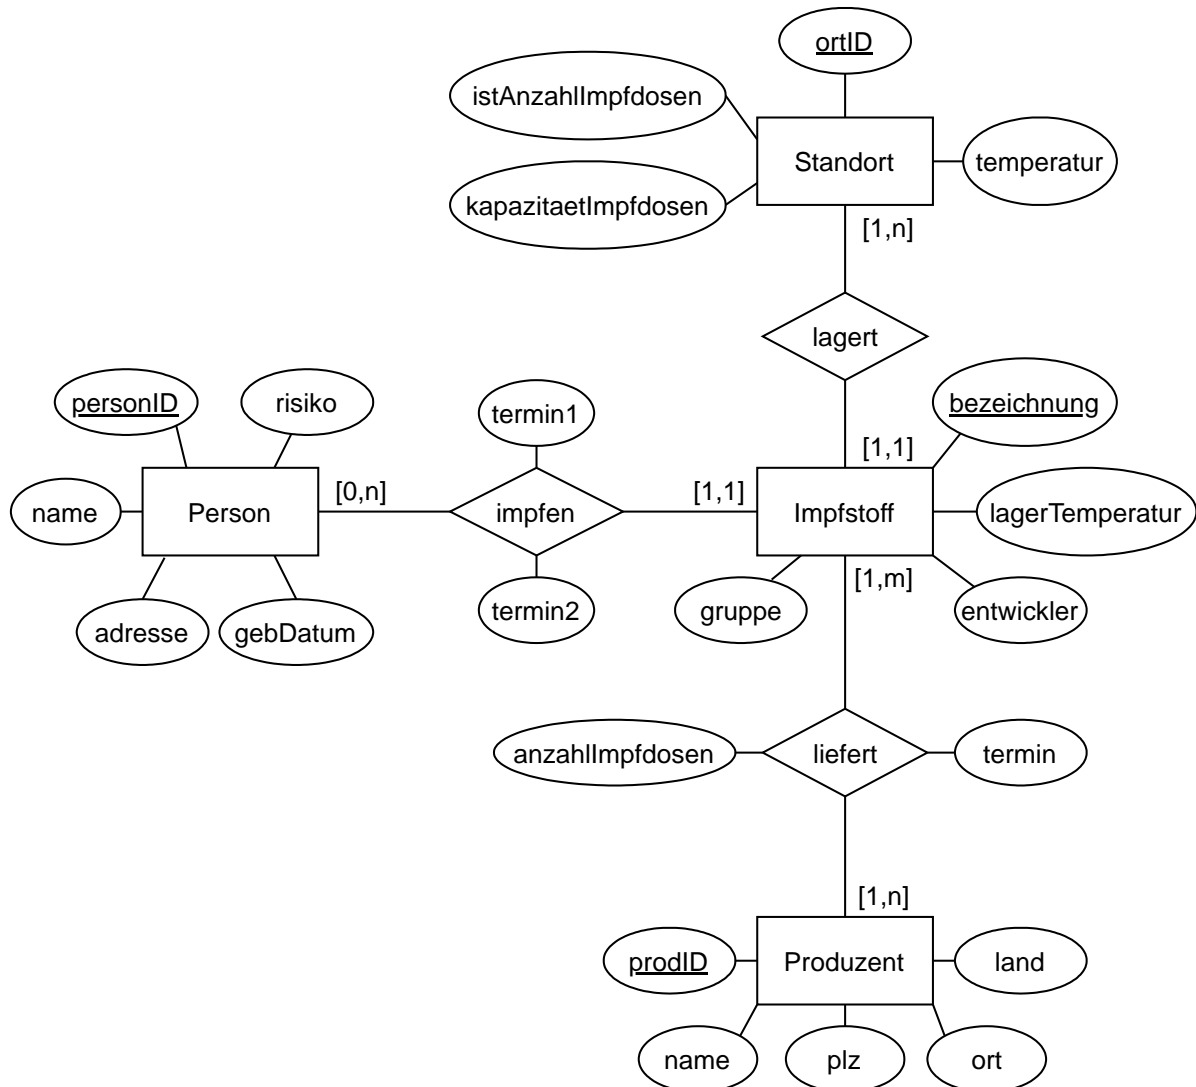 ortID
istAnzahlImpfdosen
Standort
temperatur
kapazitaetImpfdosen
[1,n]
lagert
personID
risiko
termin1
bezeichnung
[1,1]
name
Person
[0,n]
impfen
[1,1]
Impfstoff
lagerTemperatur
[1,m]
adresse
gebDatum
termin2
gruppe
entwickler
anzahlImpfdosen
liefert
termin
[1,n]
prodID
Produzent
land
name
plz
ort